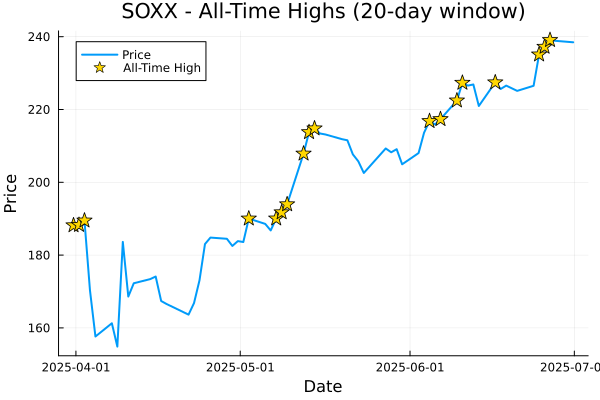 SOXX - All-Time Highs (20-day window)
240
220
200
180
160
Price
Price
All-Time High
2025-04-01
2025-05-01
2025-06-01
2025-07-0
Date